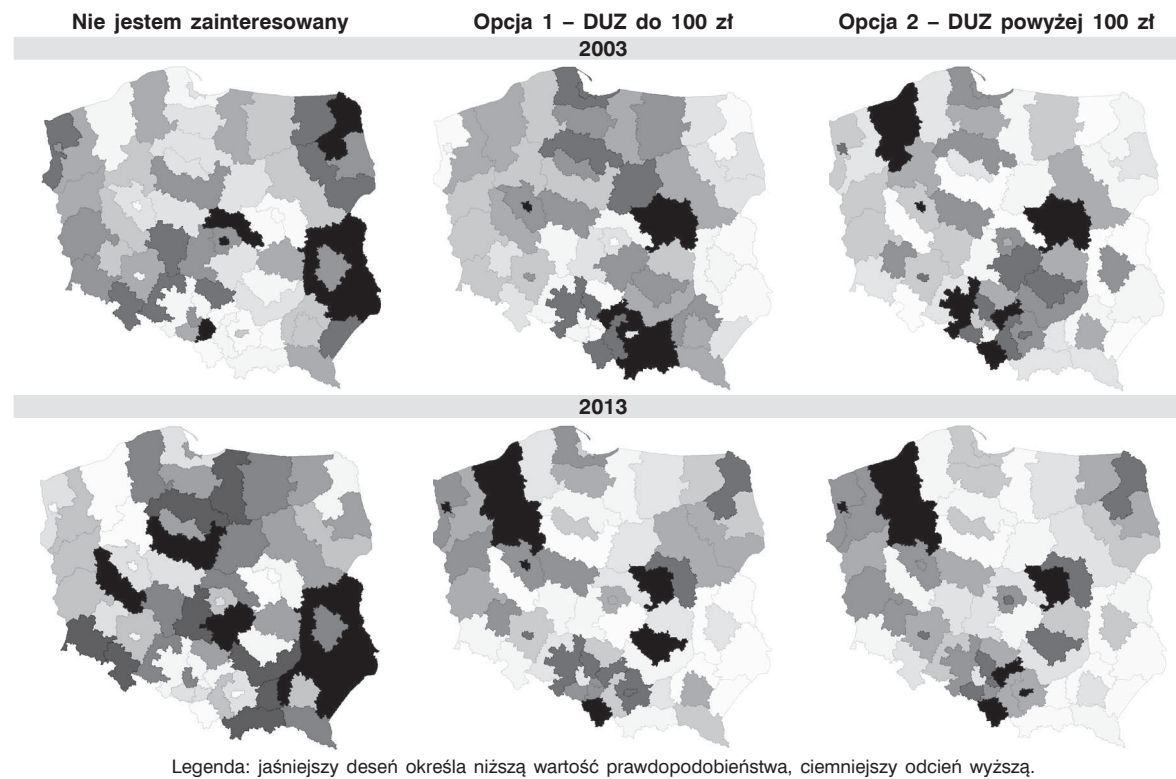 Nie jestem zainteresowany Opcja 1 – DUZ do 100 zł Opcja 2 – DUZ powyżej 100 zł
2003
2013
Legenda: jaśniejszy deseń określa niższą wartość prawdopodobieństwa, ciemniejszy odcień wyższą.